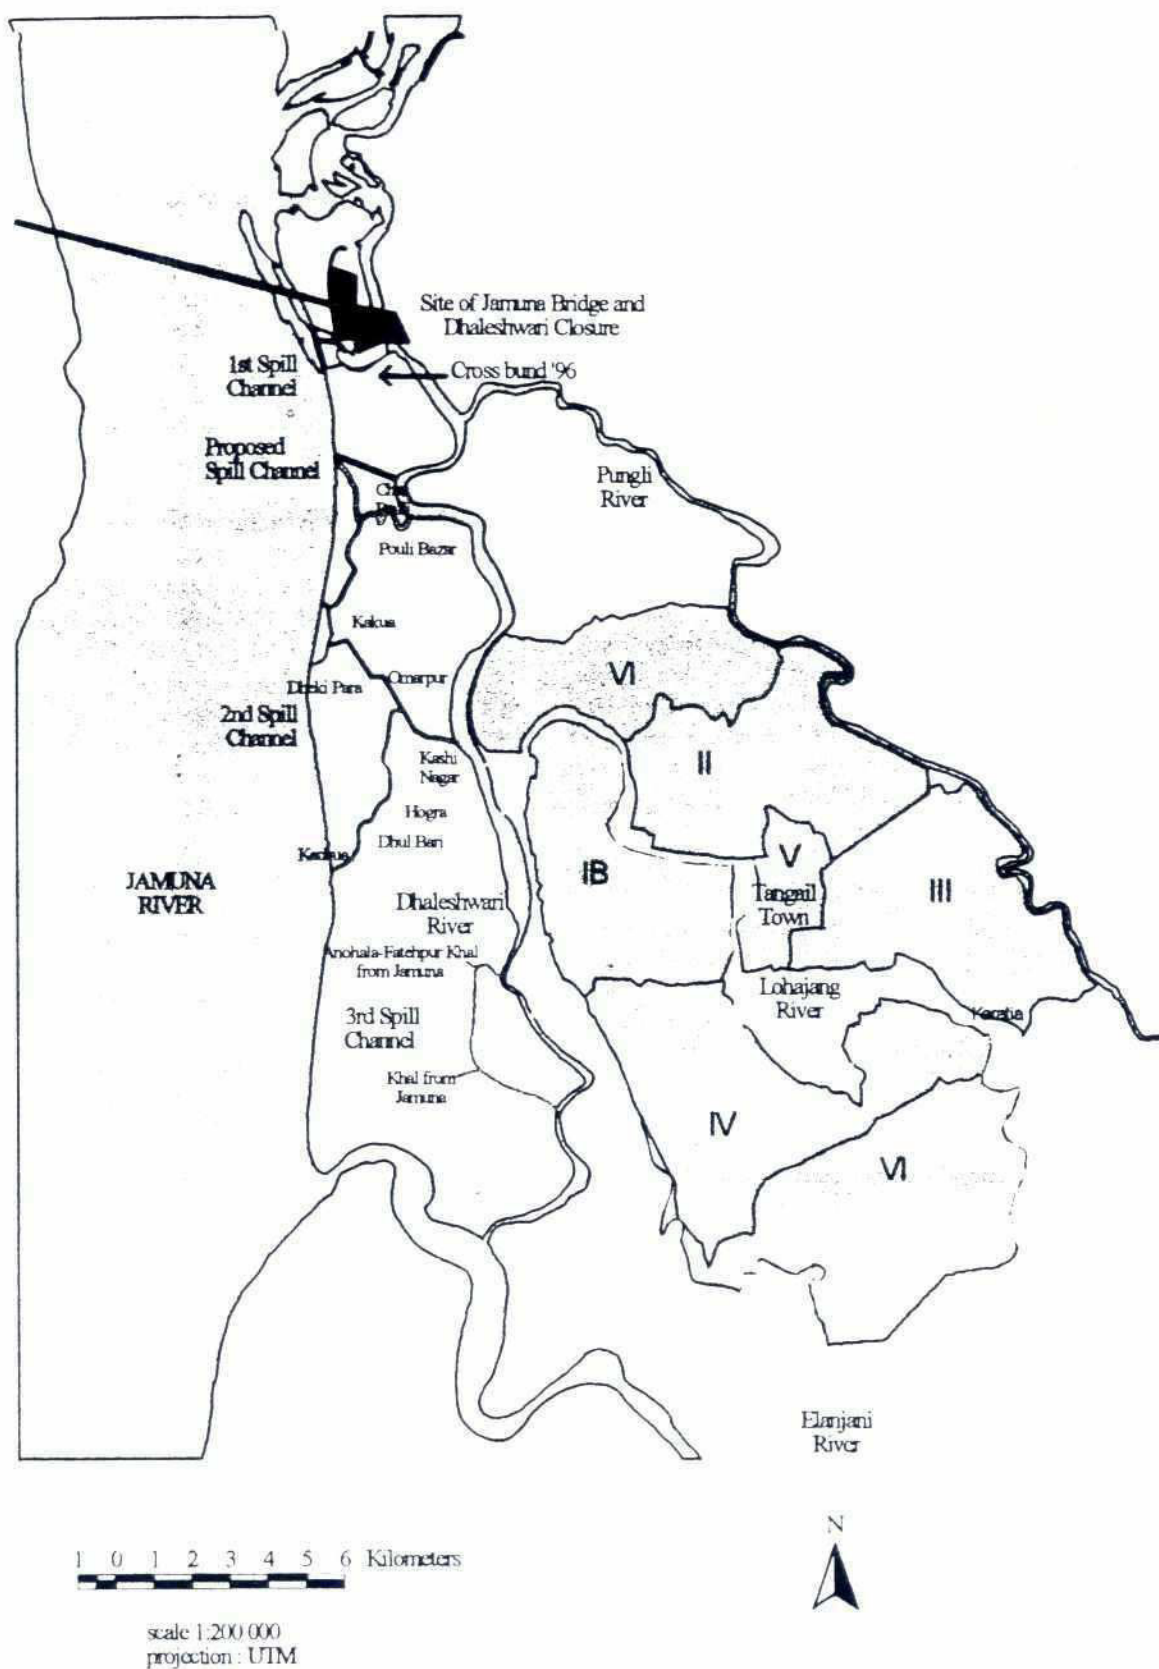 Site of Jamuna Bridge and
Dhaleshwari Closure
1st Spill
Channel
Cross bund '96
Proposed
Spill Channel
Pungli
River
Pouli Bazar
Kakua
VI
Omarpur
Dheki Para
2nd Spill
Channel
II
Kashi
Nagar
Hogra
Dhul Bari
V
IB
Tangail
Town
III
JAMUNA
RIVER
Dhaleshwari
River
Anohala-Fatehpur Khal
from Jamuna
Lohajang
River
Karatia
3rd Spill
Channel
Khal from
Jamuna
IV
VI
Elanjani
River
N
1 0 1 2 3 4 5 6 Kilometers
scale 1:200 000
projection : UTM